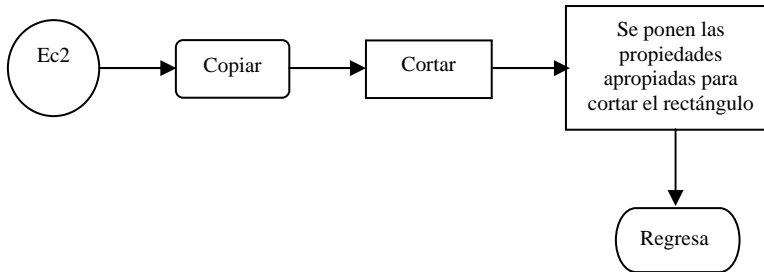 Ec2
Copiar
Cortar
Se ponen las
propiedades
apropiadas para
cortar el rectángulo
Regresa